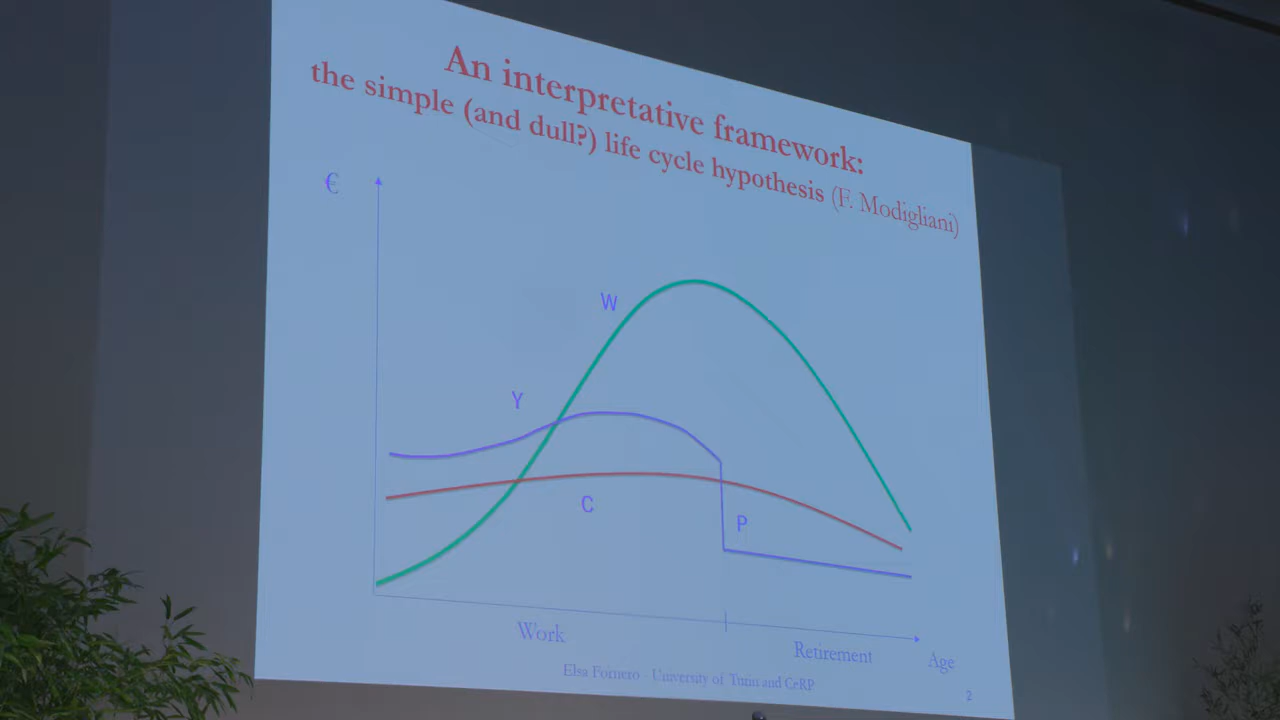 An interpretative framework:
the simple (and dull?) life cycle hypothesis (F. Modigliani)
€
W
Y
C
P
Work
Retirement
Age
Elsa Fornero - University of Turin and CeRP
2